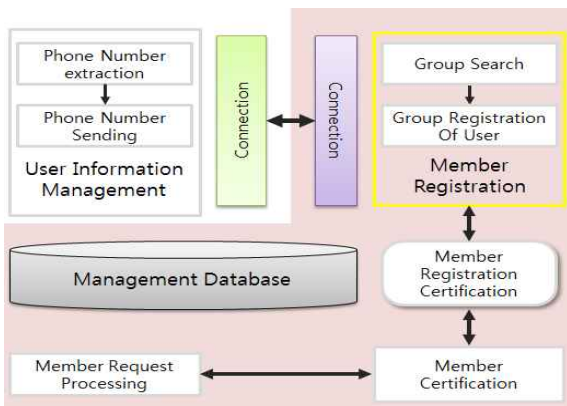 Phone Number
extraction
Phone Number
Sending
User Information
Management
Connection
Connection
Group Search
Group Registration
Of User
Member
Registration
Management Database
Member
Registration
Certification
Member Request
Processing
Member
Certification